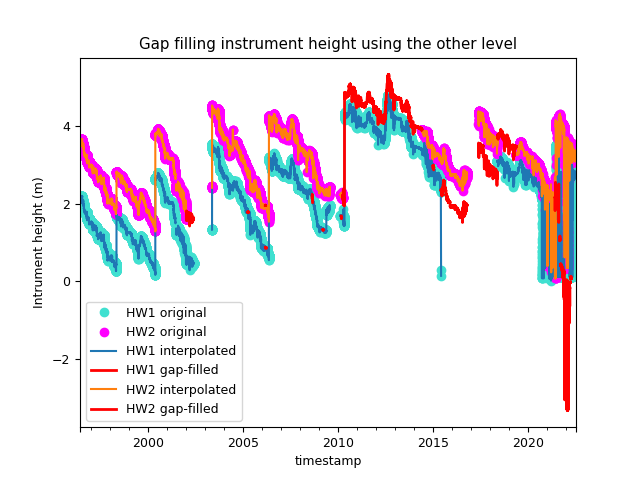 Gap filling instrument height using the other level
Intrument height (m)
4
2
0
−2
HW1 original
HW2 original
HW1 interpolated
HW1 gap-filled
HW2 interpolated
HW2 gap-filled
2000 2005 2010 2015 2020
timestamp